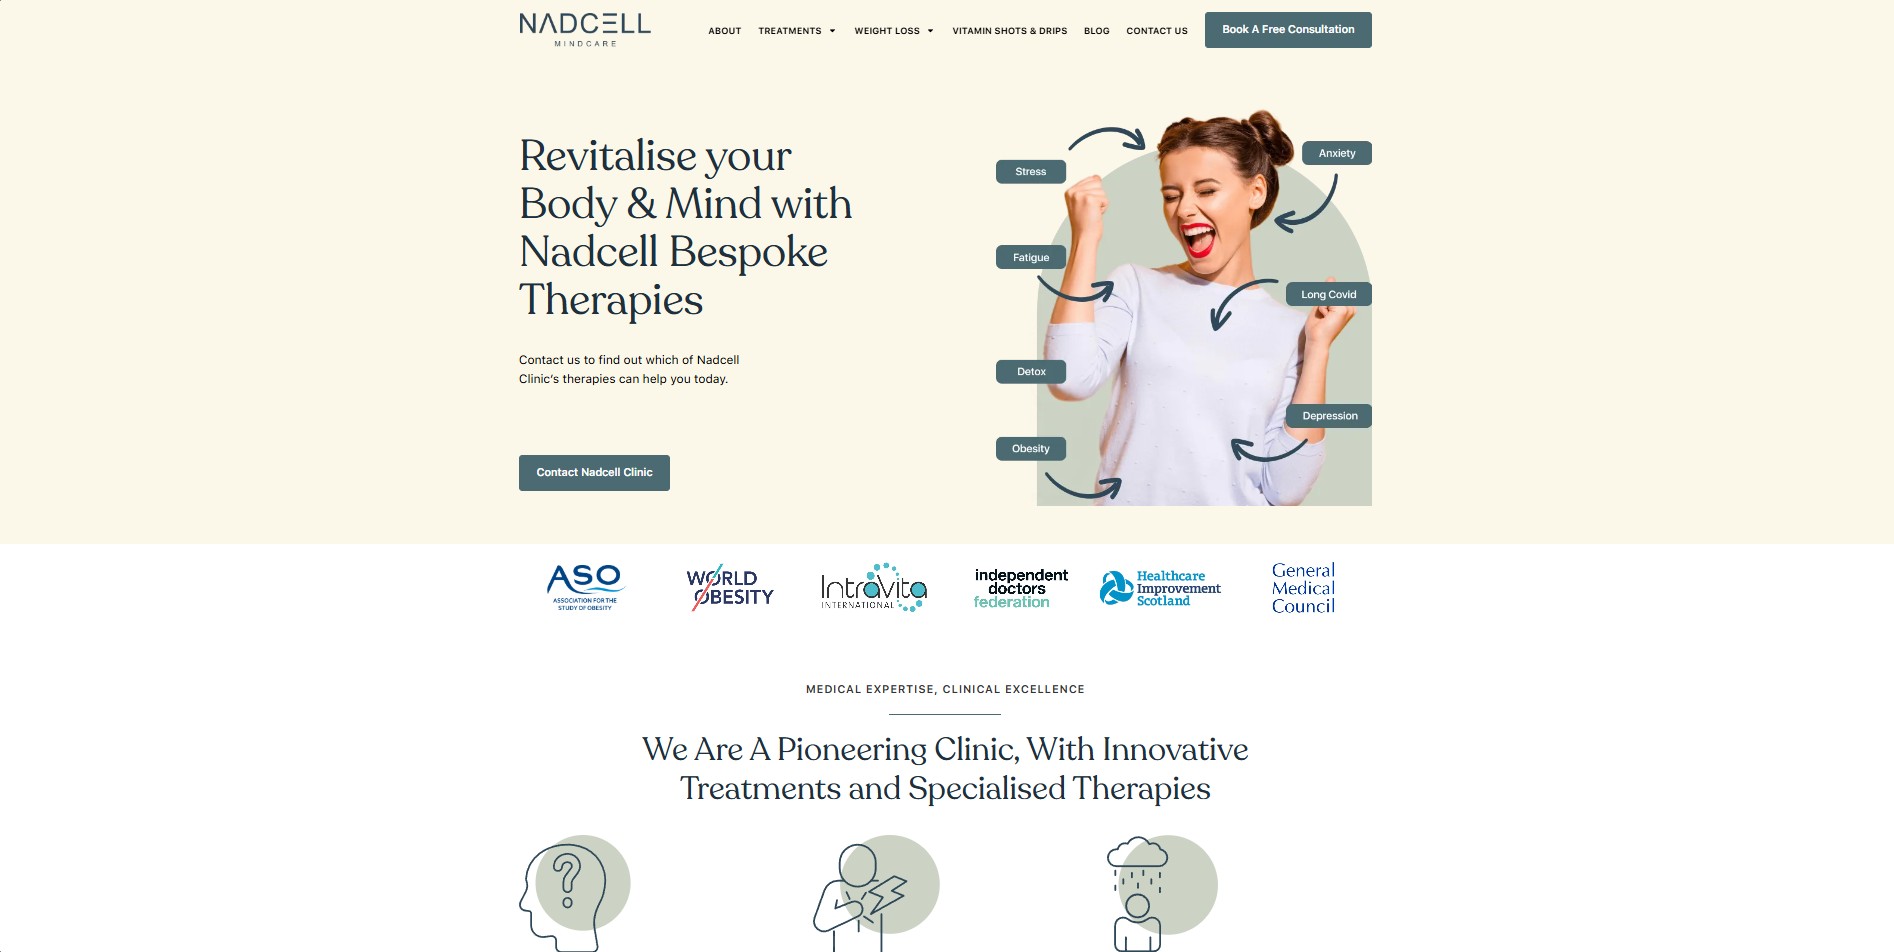 NADCELL
MINDCARE
ABOUT
TREATMENTS
WEIGHT LOSS
VITAMIN SHOTS & DRIPS
BLOG
CONTACT US
Book A Free Consultation
Revitalise your
Body & Mind with
Nadcell Bespoke
Therapies
Contact us to find out which of Nadcell
Clinic's therapies can help you today.
Contact Nadcell Clinic
Stress
Anxiety
Fatigue
Long Covid
Detox
Depression
Obesity
ASO
ASSOCIATION FOR THE
STUDY OF OBESITY
WORLD
OBESITY
IntraVita
INTERNATIONAL
independent
doctors
federation
Healthcare
Improvement
Scotland
General
Medical
Council
MEDICAL EXPERTISE, CLINICAL EXCELLENCE
We Are A Pioneering Clinic, With Innovative
Treatments and Specialised Therapies
?